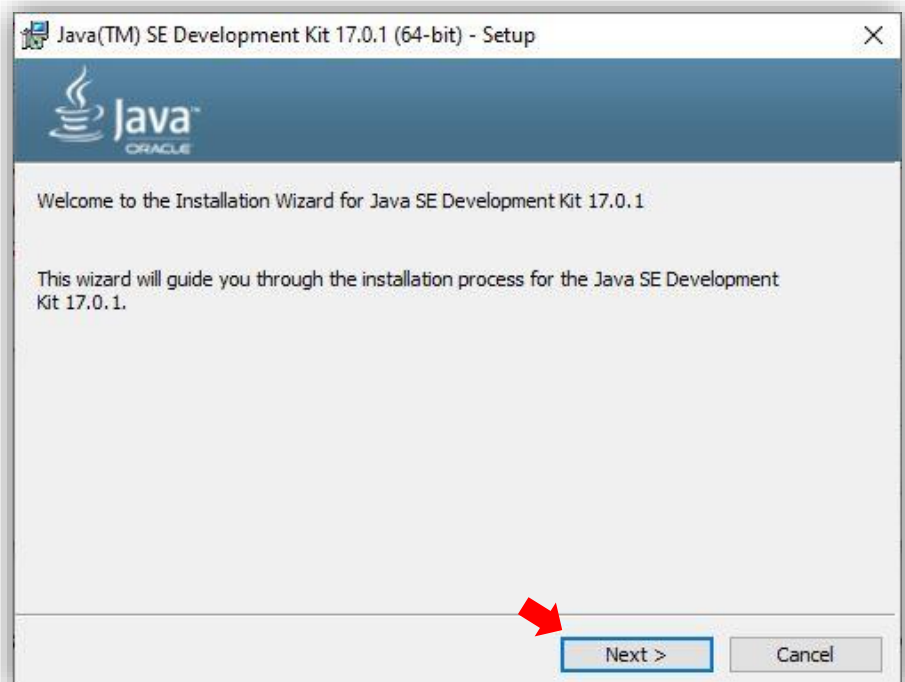 Java(TM) SE Development Kit 17.0.1 (64-bit) - Setup
Java™
ORACLE
Welcome to the Installation Wizard for Java SE Development Kit 17.0.1
This wizard will guide you through the installation process for the Java SE Development
Kit 17.0.1.
Next >
Cancel